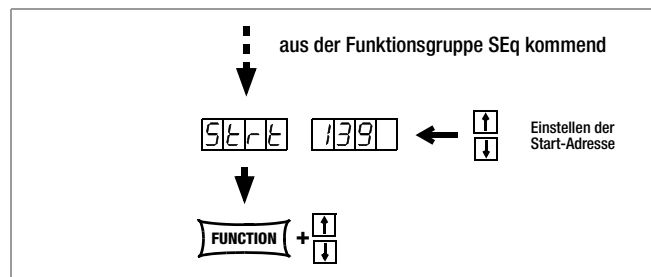 aus der Funktionsgruppe SEq kommend
Strt 139
Einstellen der
Start-Adresse
FUNCTION +